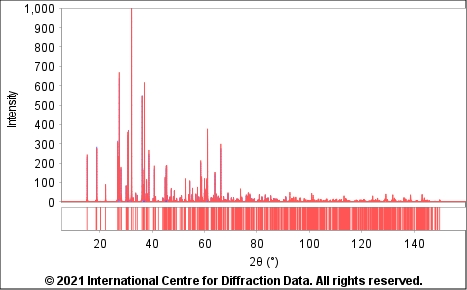 1,000
900
800
700
600
500
400
300
200
100
0
Intensity
20 40 60 80 100 120 140
2θ (°)
© 2021 International Centre for Diffraction Data. All rights reserved.